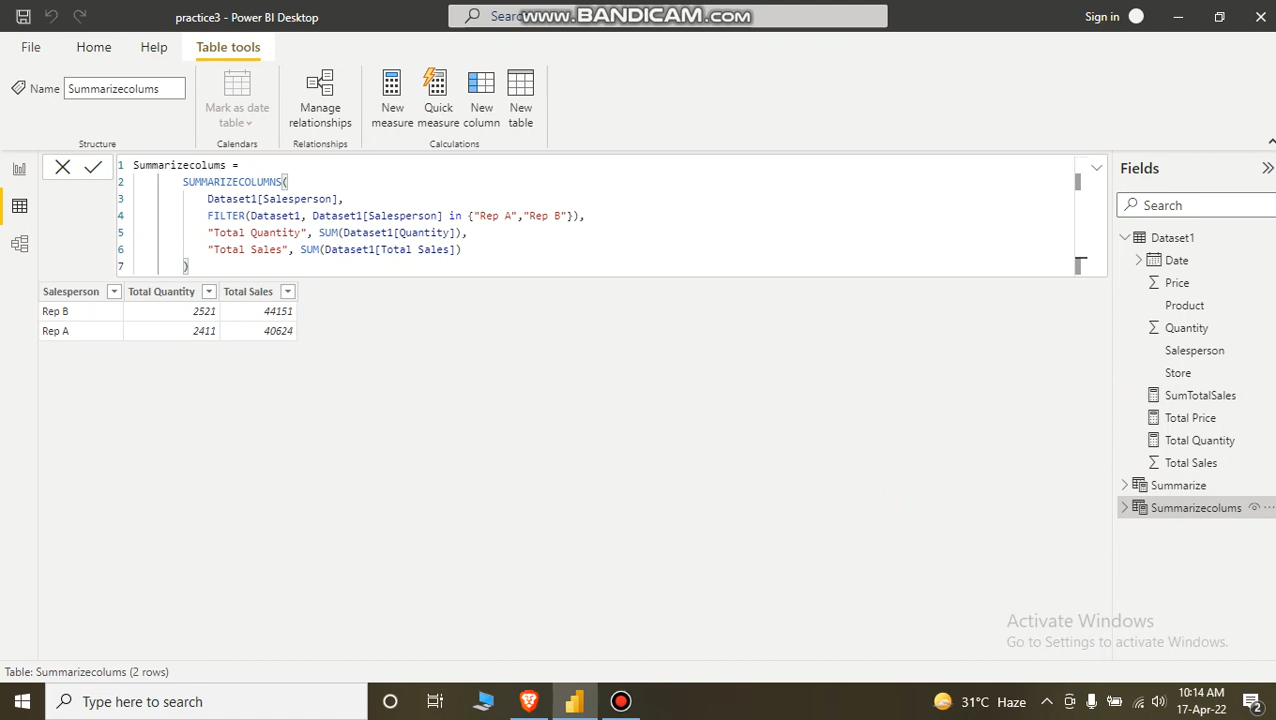 practice3 - Power BI Desktop
Sear
www.BANDICAM.com
Sign in
File
Home
Help
Table tools
Name
Summarizecolums
Mark as date
table
New
measure
Quick
measure
New
column
New
table
Manage
relationships
Structure
Calendars
Relationships
Calculations
1 Summarizecolums =
2 SUMMARIZECOLUMNS(
3 Dataset1[Salesperson],
4 FILTER(Dataset1, Dataset1[Salesperson] in {"Rep A","Rep B"}),
5 "Total Quantity", SUM(Dataset1[Quantity]),
6 "Total Sales", SUM(Dataset1[Total Sales])
7 )
Salesperson Total Quantity Total Sales
Rep B 2521 44151
Rep A 2411 40624
Fields
Search
Dataset1
Date
Price
Product
Quantity
Salesperson
Store
SumTotalSales
Total Price
Total Quantity
Total Sales
Summarize
Summarizecolums
Activate Windows
Go to Settings to activate Windows.
Table: Summarizecolums (2 rows)
Type here to search
31°C Haze
10:14 AM
17-Apr-22
2